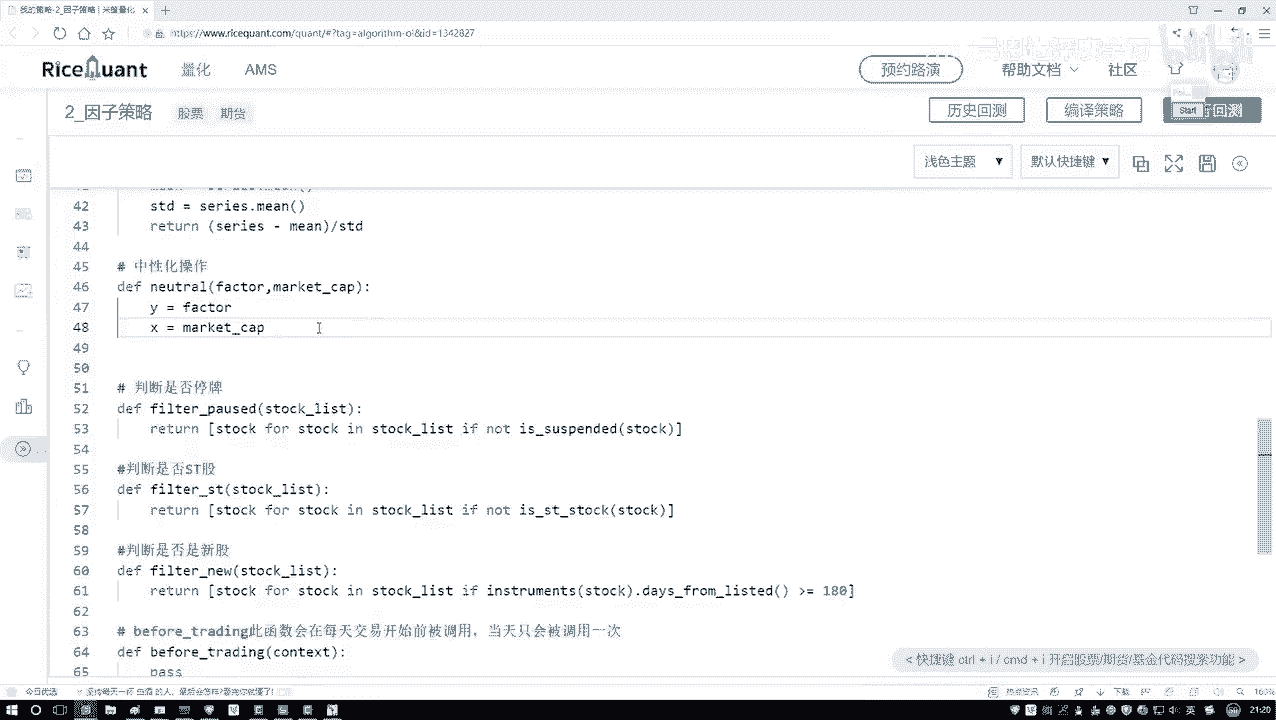 我的策略-2_因子策略 | 米筐量化
https://www.ricequant.com/quant/#?tag=algorithm-ol&id=1342827
RiceQuant 量化 AMS 预约路演 帮助文档 社区
2_因子策略 股票 期货 历史回测 编译策略 回测
Start
浅色主题 默认快捷键
42 std = series.mean()
43 return (series - mean)/std
44
45 # 中性化操作
46 def neutral(factor,market_cap):
47 y = factor
48 x = market_cap
49
50
51 # 判断是否停牌
52 def filter_paused(stock_list):
53 return [stock for stock in stock_list if not is_suspended(stock)]
54
55 #判断是否ST股
56 def filter_st(stock_list):
57 return [stock for stock in stock_list if not is_st_stock(stock)]
58
59 #判断是否是新股
60 def filter_new(stock_list):
61 return [stock for stock in stock_list if instruments(stock).days_from_listed() >= 180]
62
63 # before_trading此函数会在每天交易开始前被调用，当天只会被调用一次
64 def before_trading(context):
65 pass
<快捷键 ctrl + i / cmd + i 开启股票/期货/基金代码搜索功能 >
今日优选 下载 160%
21:20